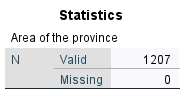 Statistics
Area of the province
N Valid 1207
Missing 0